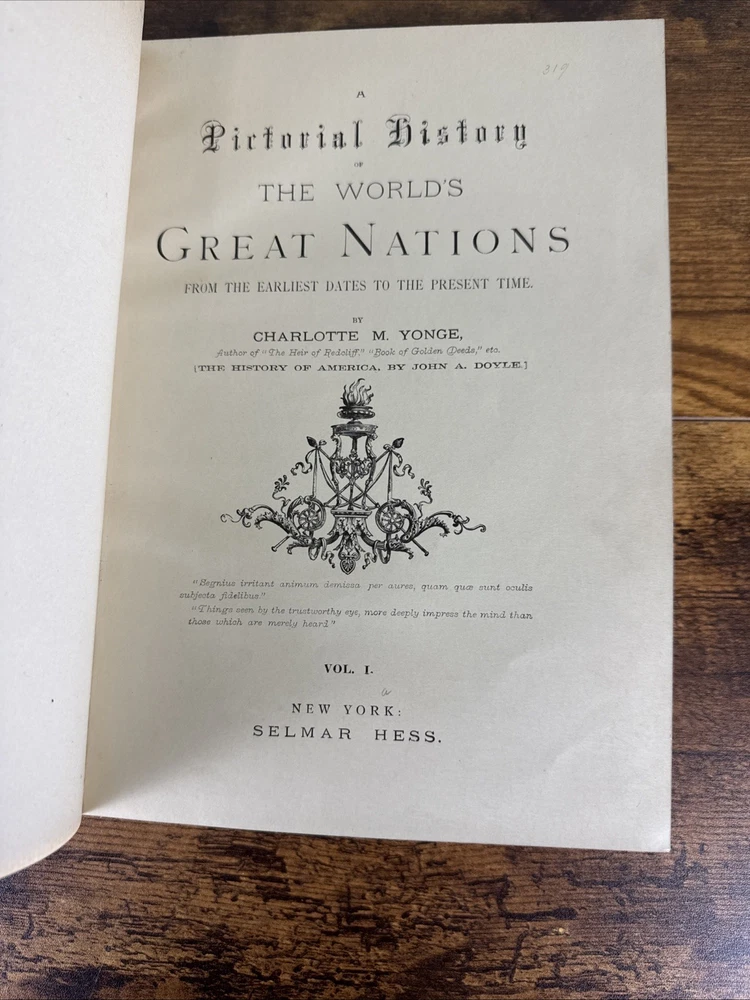 319
A
Pictorial History
OF
THE WORLD'S
GREAT NATIONS
FROM THE EARLIEST DATES TO THE PRESENT TIME.
BY
CHARLOTTE M. YONGE,
Author of "The Heir of Redcliff," "Book of Golden Deeds," etc.
[THE HISTORY OF AMERICA, BY JOHN A. DOYLE.]
"Segnius irritant animum demissa per aures, quam quæ sunt oculis
subjecta fidelibus."
"Things seen by the trustworthy eye, more deeply impress the mind than
those which are merely heard"
VOL. I.
a
NEW YORK:
SELMAR HESS.